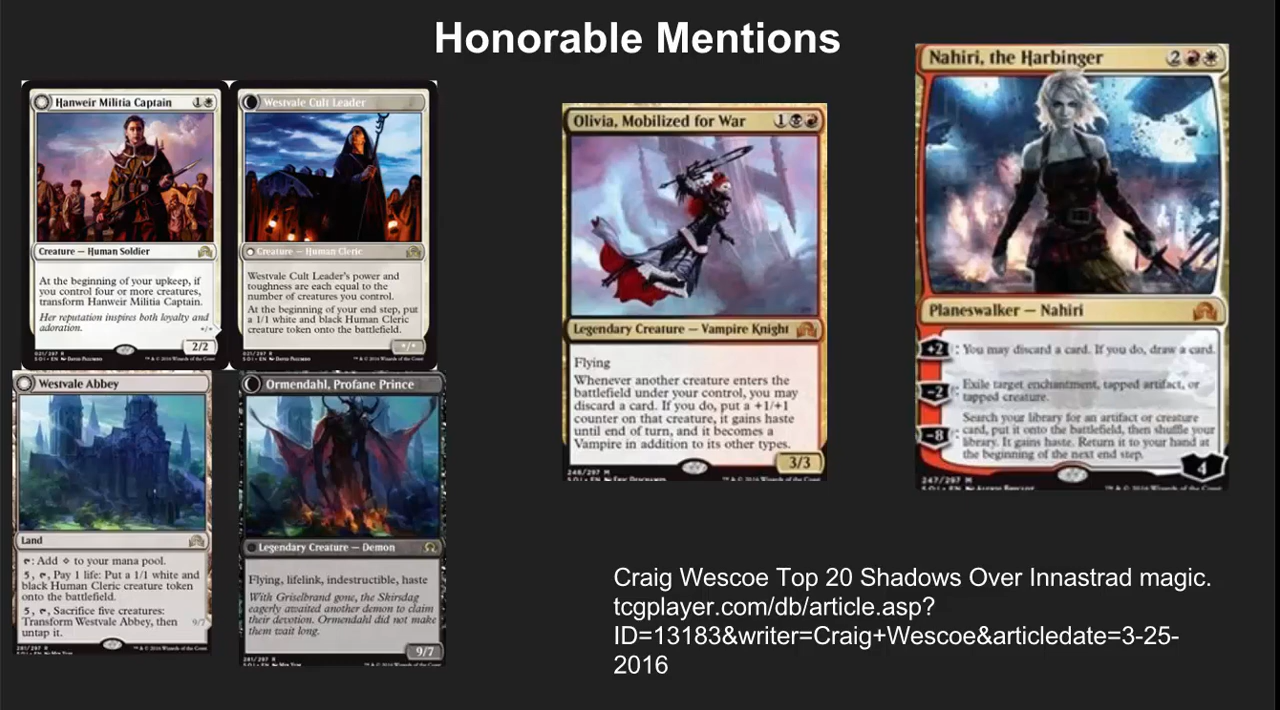 Honorable Mentions
Hanweir Militia Captain 1
Creature — Human Soldier
At the beginning of your upkeep, if
you control four or more creatures,
transform Hanweir Militia Captain.
Her reputation inspires both loyalty and
adoration.
*/*
2/2
Westvale Cult Leader
Creature — Human Cleric
Westvale Cult Leader's power and
toughness are each equal to the
number of creatures you control.
At the beginning of your end step, put
a 1/1 white and black Human Cleric
creature token onto the battlefield.
*/*
Westvale Abbey
Land
: Add to your mana pool.
5, , Pay 1 life: Put a 1/1 white and
black Human Cleric creature token
onto the battlefield.
5, , Sacrifice five creatures:
Transform Westvale Abbey, then
untap it.
9/7
281/297 R
Ormendahl, Profane Prince
Legendary Creature — Demon
Flying, lifelink, indestructible, haste
With Griselbrand gone, the Skirsdag
eagerly awaited another demon to claim
their devotion. Ormendahl did not make
them wait long.
9/7
281/297 R
Olivia, Mobilized for War 1
Legendary Creature — Vampire Knight
Flying
Whenever another creature enters the
battlefield under your control, you may
discard a card. If you do, put a +1/+1
counter on that creature, it gains haste
until end of turn, and it becomes a
Vampire in addition to its other types.
3/3
248/297 M
Nahiri, the Harbinger 2
Planeswalker — Nahiri
+2 : You may discard a card. If you do, draw a card.
−2 : Exile target enchantment, tapped artifact, or
tapped creature.
−8 : Search your library for an artifact or creature
card, put it onto the battlefield, then shuffle your
library. It gains haste. Return it to your hand at
the beginning of the next end step.
4
247/297 M
Craig Wescoe Top 20 Shadows Over Innastrad magic.
tcgplayer.com/db/article.asp?
ID=13183&writer=Craig+Wescoe&articledate=3-25-
2016